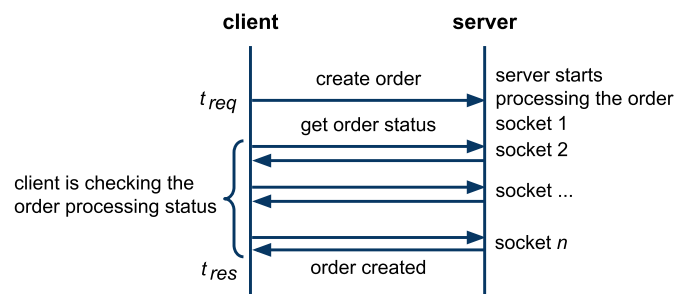 client
server
create order
server starts
processing the order
t req
get order status
socket 1
socket 2
client is checking the
order processing status
socket ...
socket n
t res
order created